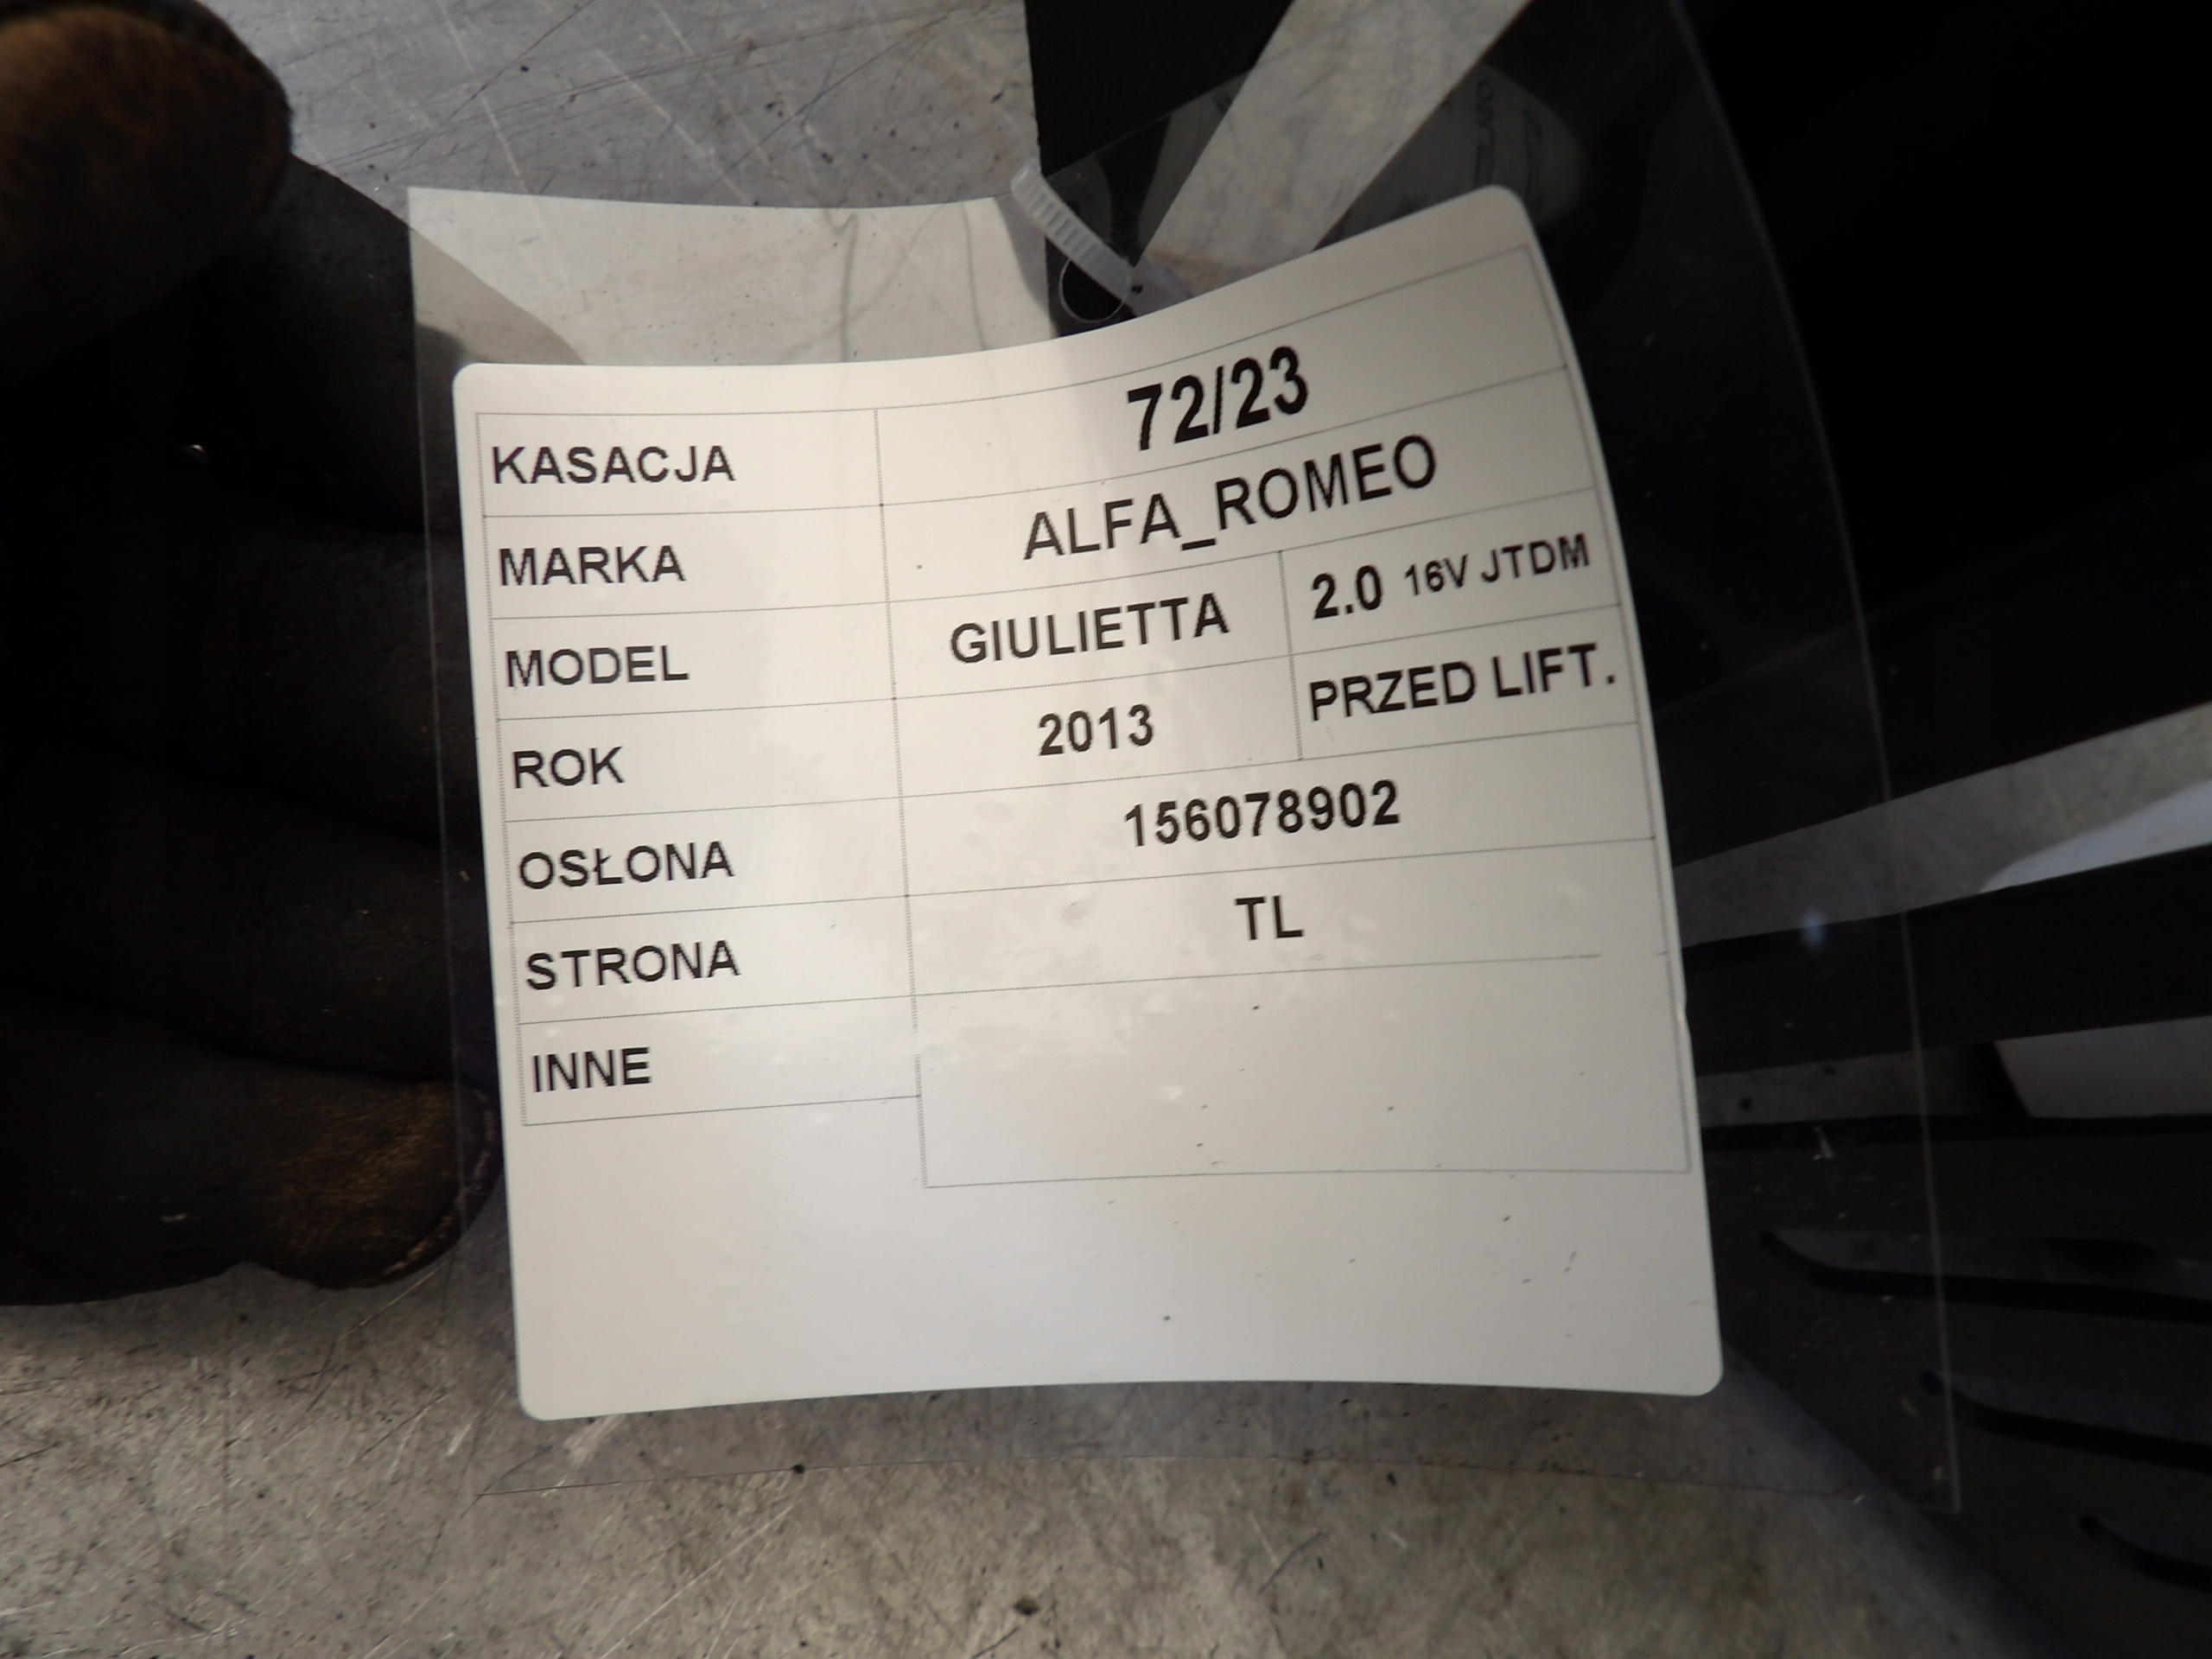 KASACJA 72/23
MARKA ALFA_ROMEO
MODEL GIULIETTA 2.0 16V JTDM
ROK 2013 PRZED LIFT.
OSŁONA 156078902
STRONA TL
INNE